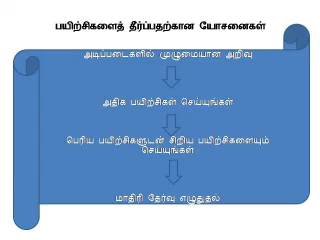 பயிற்சிகளைத் தீர்ப்பதற்கான யோசனைகள்
அடிப்படைகளில் முழுமையான அறிவு
அதிக பயிற்சிகள் செய்யுங்கள்
பெரிய பயிற்சிகளுடன் சிறிய பயிற்சிகளையும்
செய்யுங்கள்
மாதிரி தேர்வு எழுதுதல்